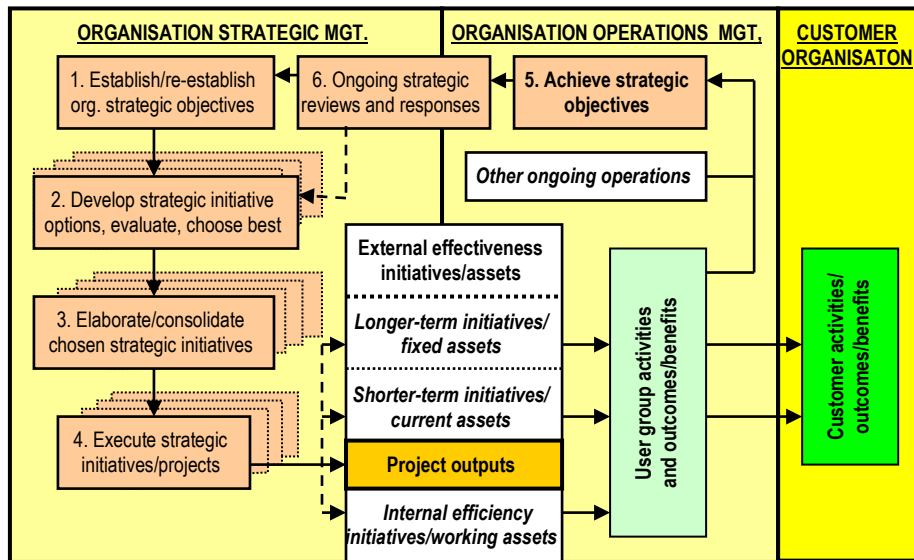 ORGANISATION STRATEGIC MGT.
ORGANISATION OPERATIONS MGT,
CUSTOMER
ORGANISATON
1. Establish/re-establish
org. strategic objectives
6. Ongoing strategic
reviews and responses
5. Achieve strategic
objectives
2. Develop strategic initiative
options, evaluate, choose best
Other ongoing operations
3. Elaborate/consolidate
chosen strategic initiatives
4. Execute strategic
initiatives/projects
External effectiveness
initiatives/assets
Longer-term initiatives/
fixed assets
Shorter-term initiatives/
current assets
Project outputs
Internal efficiency
initiatives/working assets
User group activities
and outcomes/benefits
Customer activities/
outcomes/benefits